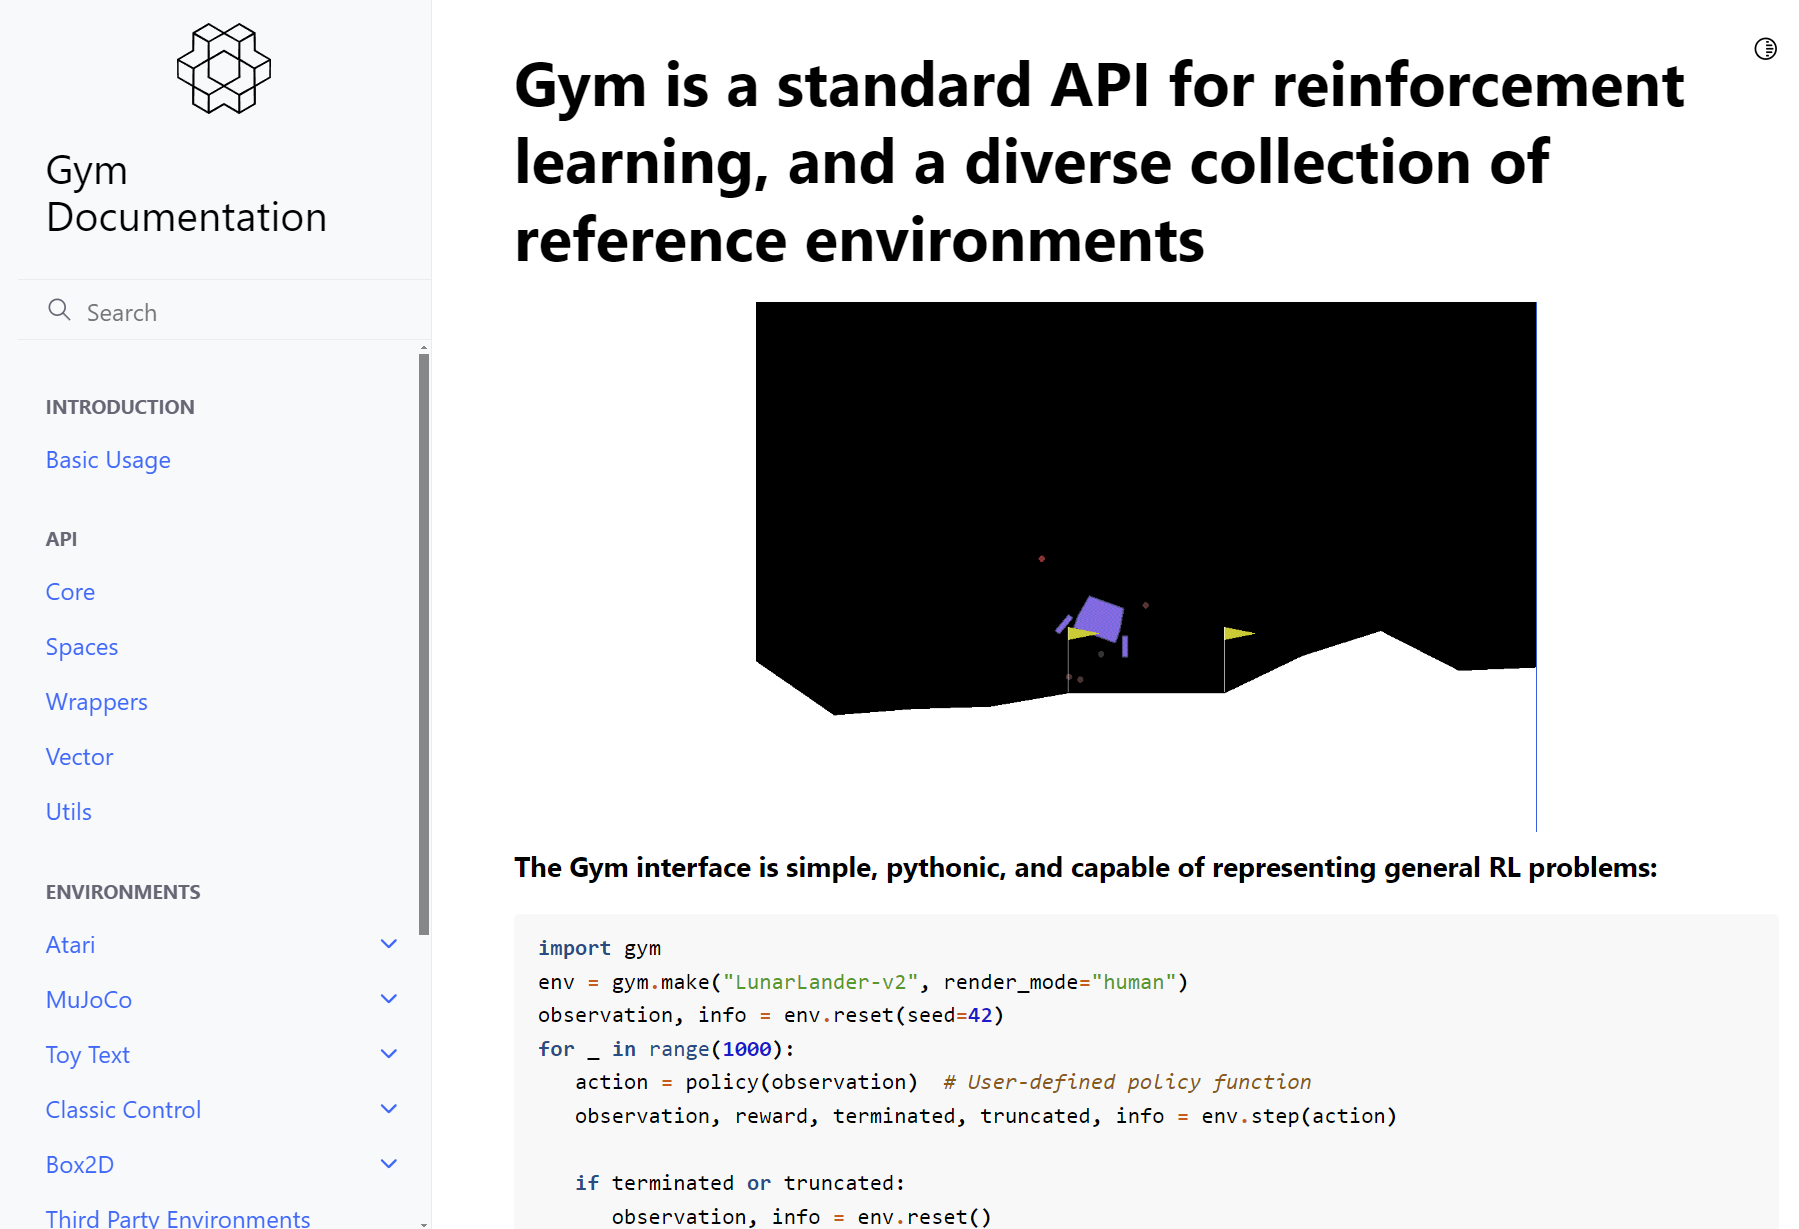 Gym
Documentation
Search
INTRODUCTION
Basic Usage
API
Core
Spaces
Wrappers
Vector
Utils
ENVIRONMENTS
Atari
MuJoCo
Toy Text
Classic Control
Box2D
Third Party Environments
Gym is a standard API for reinforcement
learning, and a diverse collection of
reference environments
The Gym interface is simple, pythonic, and capable of representing general RL problems:
import gym
env = gym.make("LunarLander-v2", render_mode="human")
observation, info = env.reset(seed=42)
for _ in range(1000):
   action = policy(observation)  # User-defined policy function
   observation, reward, terminated, truncated, info = env.step(action)

   if terminated or truncated:
      observation, info = env.reset()